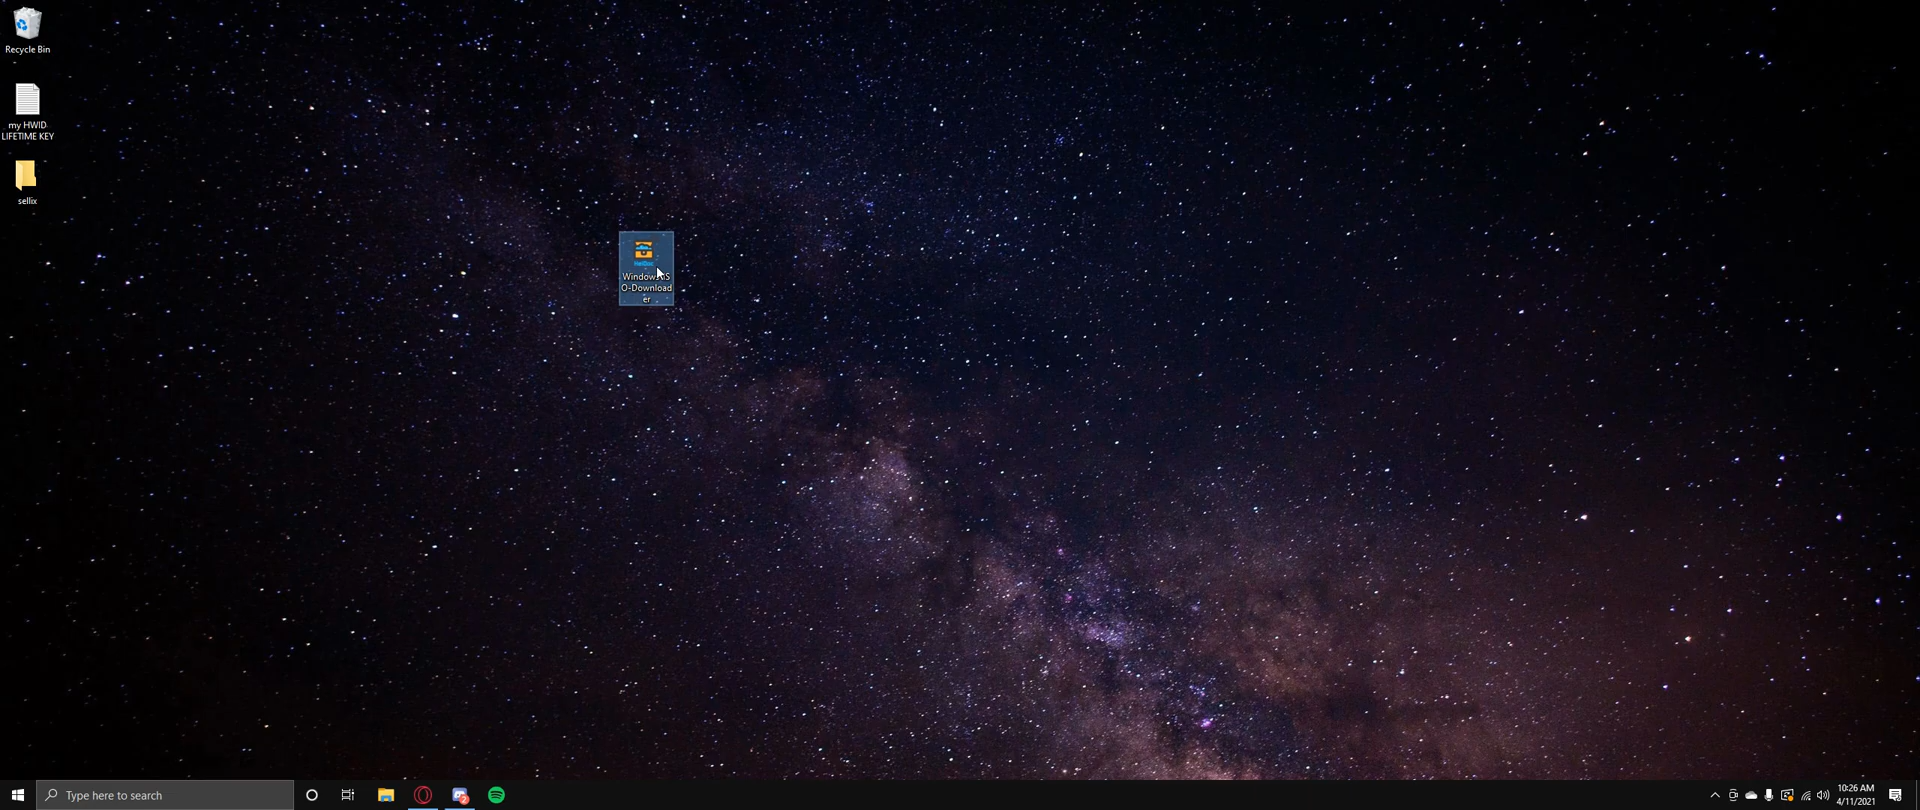 Recycle Bin
my HWID
LIFETIME KEY
sellix
O-Download
er
Type here to search
2
10:26 AM
4/11/2021